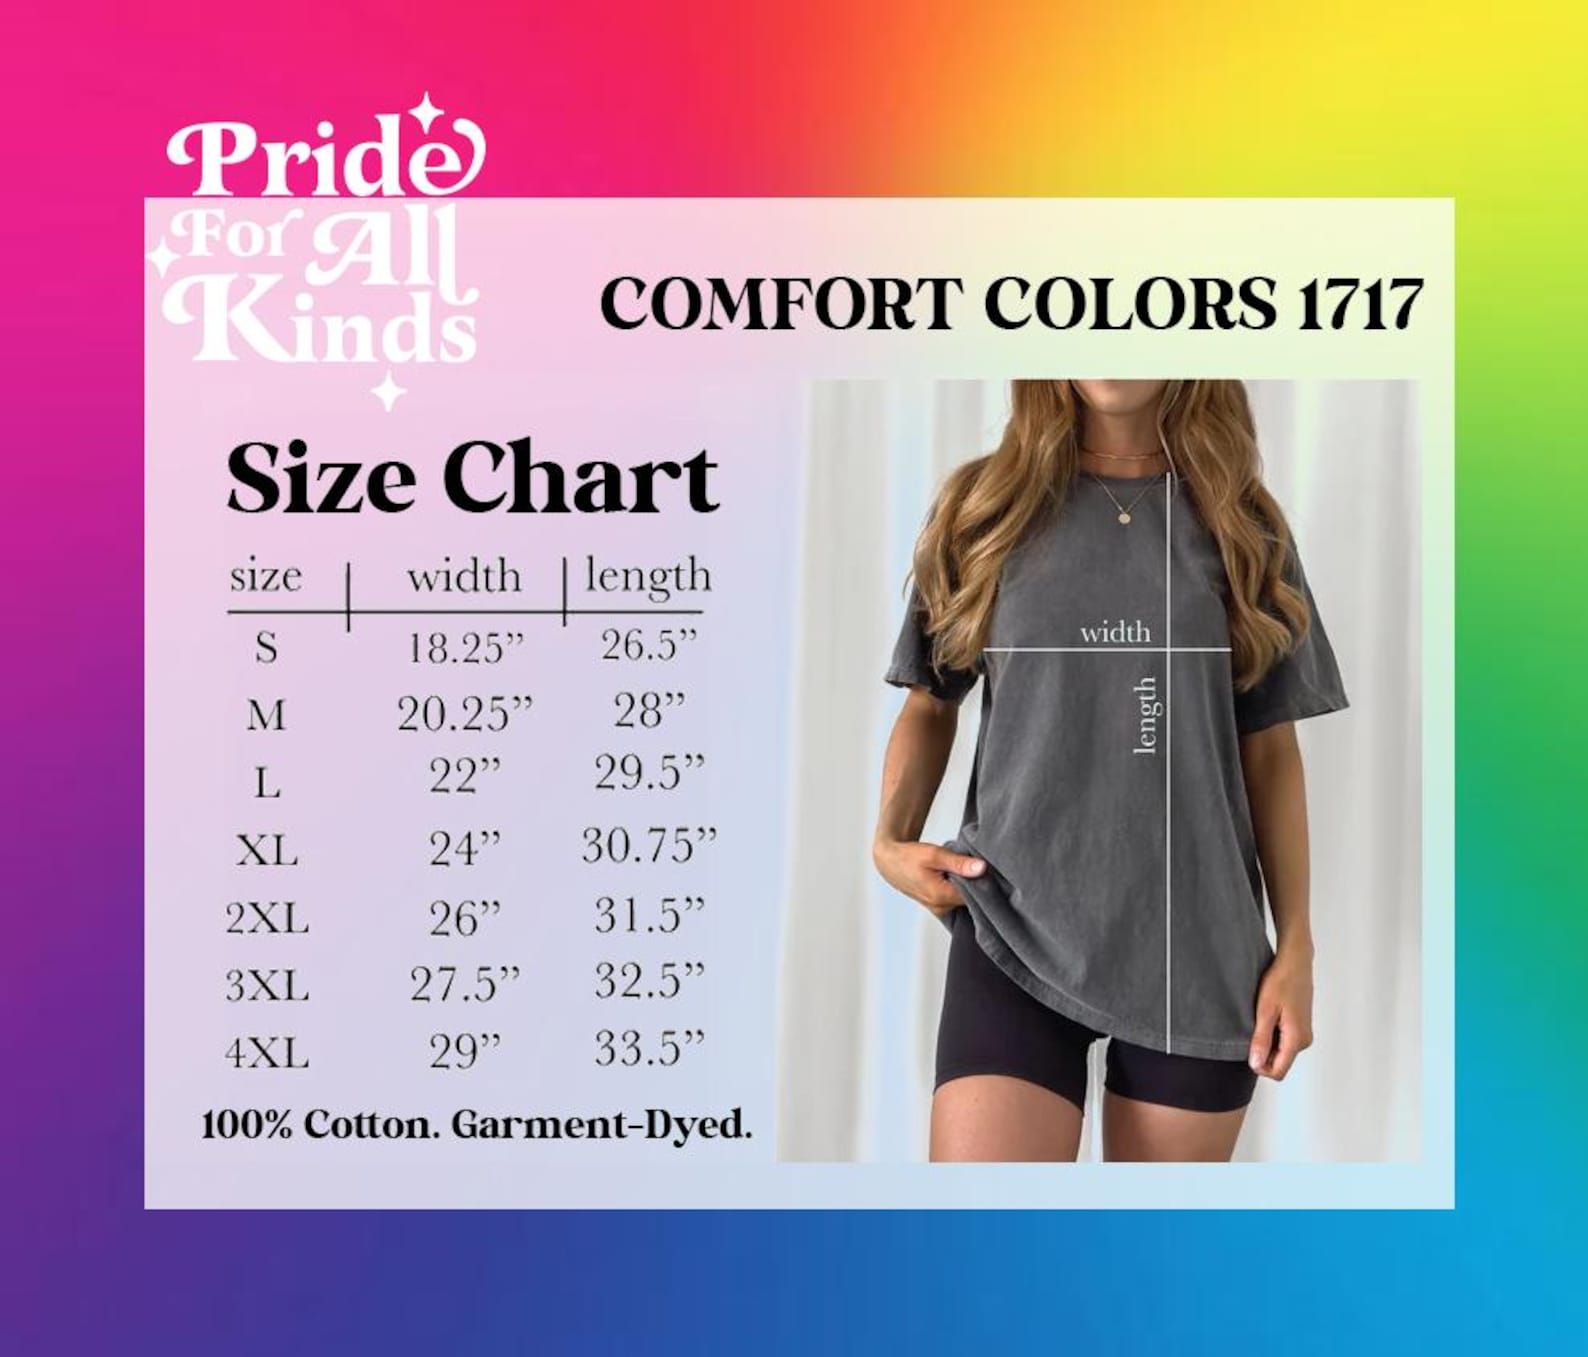 Pride
For All
Kinds
COMFORT COLORS 1717
Size Chart
size | width | length
S 18.25” 26.5”
M 20.25” 28”
L 22” 29.5”
XL 24” 30.75”
2XL 26” 31.5”
3XL 27.5” 32.5”
4XL 29” 33.5”
100% Cotton. Garment-Dyed.
width
length